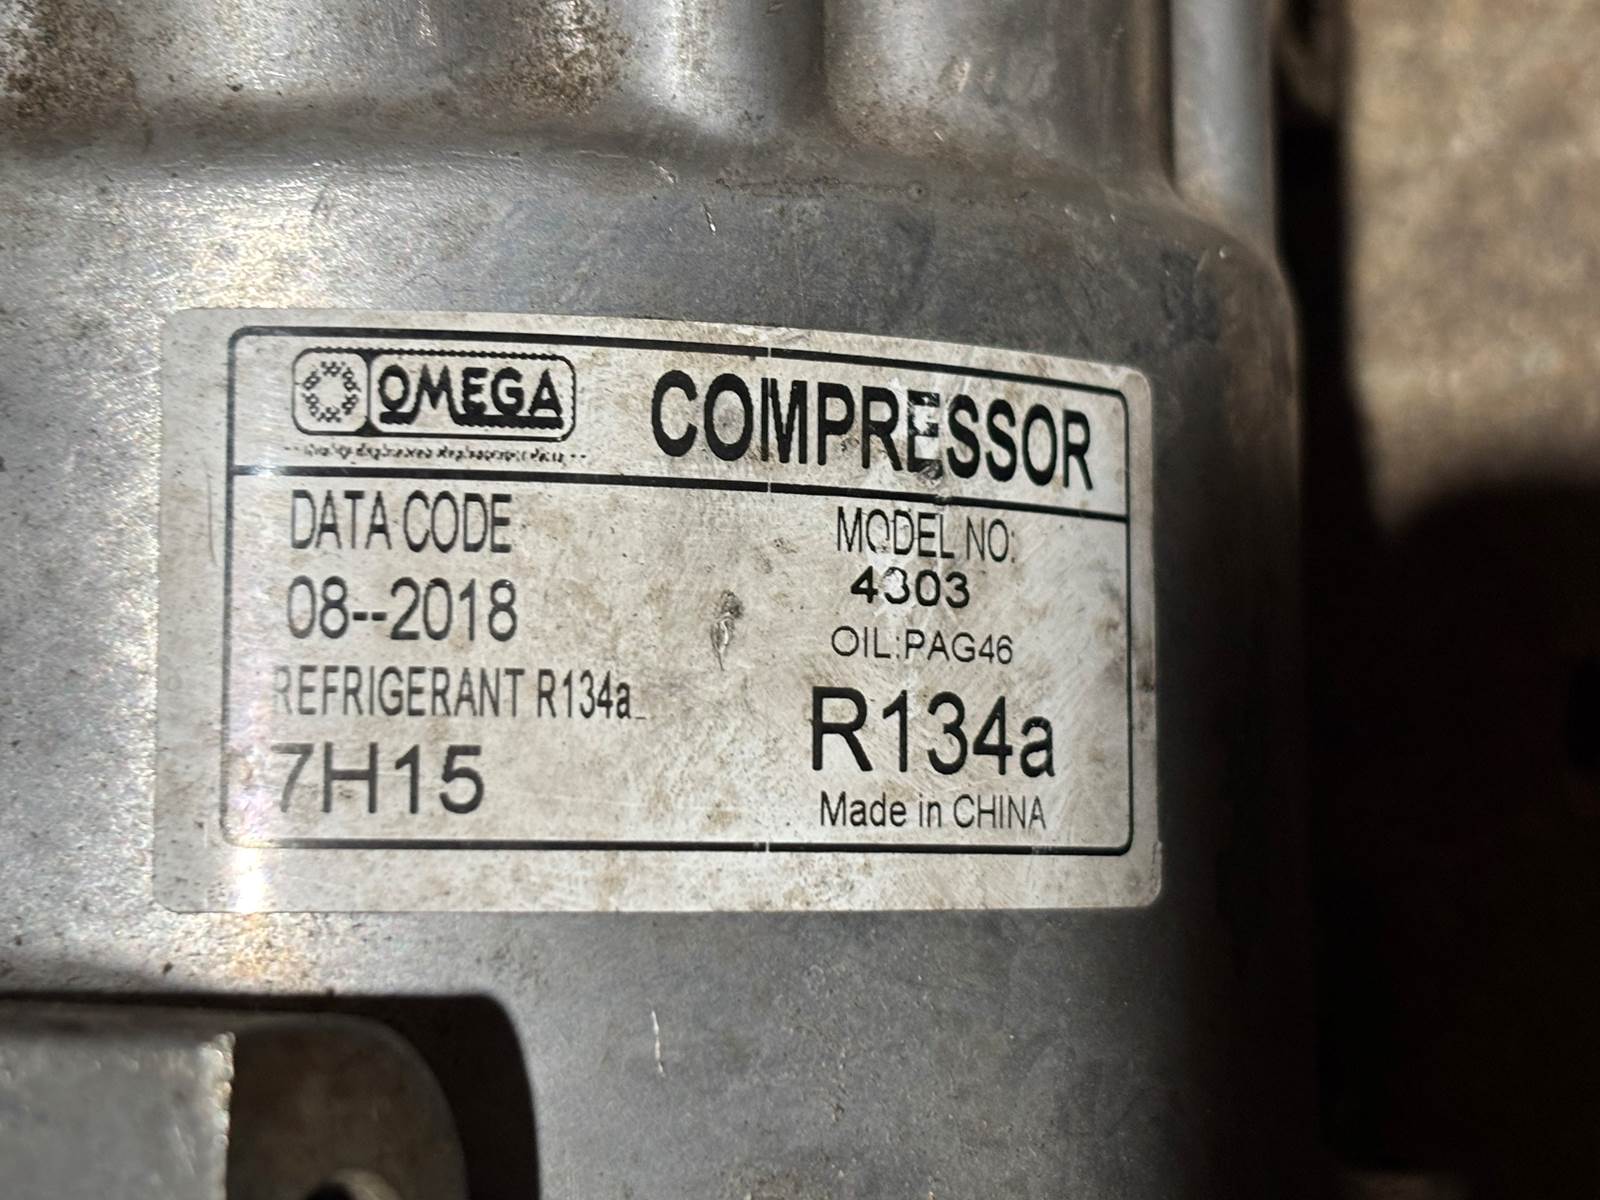 OMEGA
COMPRESSOR
DATA CODE
08--2018
REFRIGERANT R134a
7H15
MODEL NO:
4303
OIL:PAG46
R134a
Made in CHINA